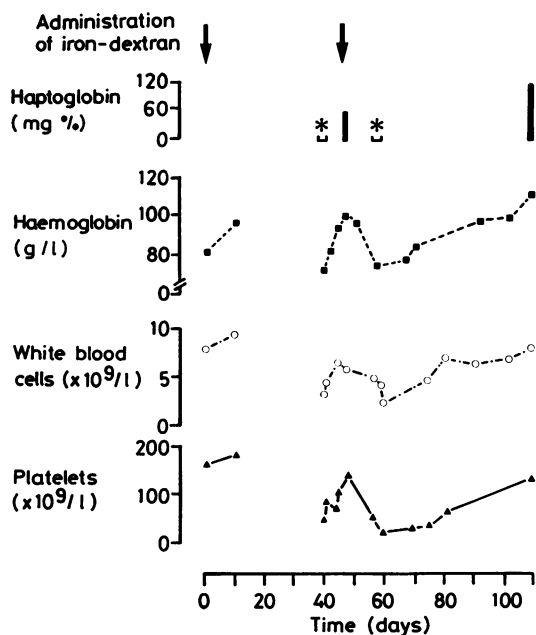 Administration
of iron-dextran
Haptoglobin
(mg %)
120
60
0
* *
Haemoglobin
(g/l)
120
100
80
0
White blood
cells (x10⁹/l)
10
5
0
Platelets
(x10⁹/l)
200
100
0
0 20 40 60 80 100
Time (days)